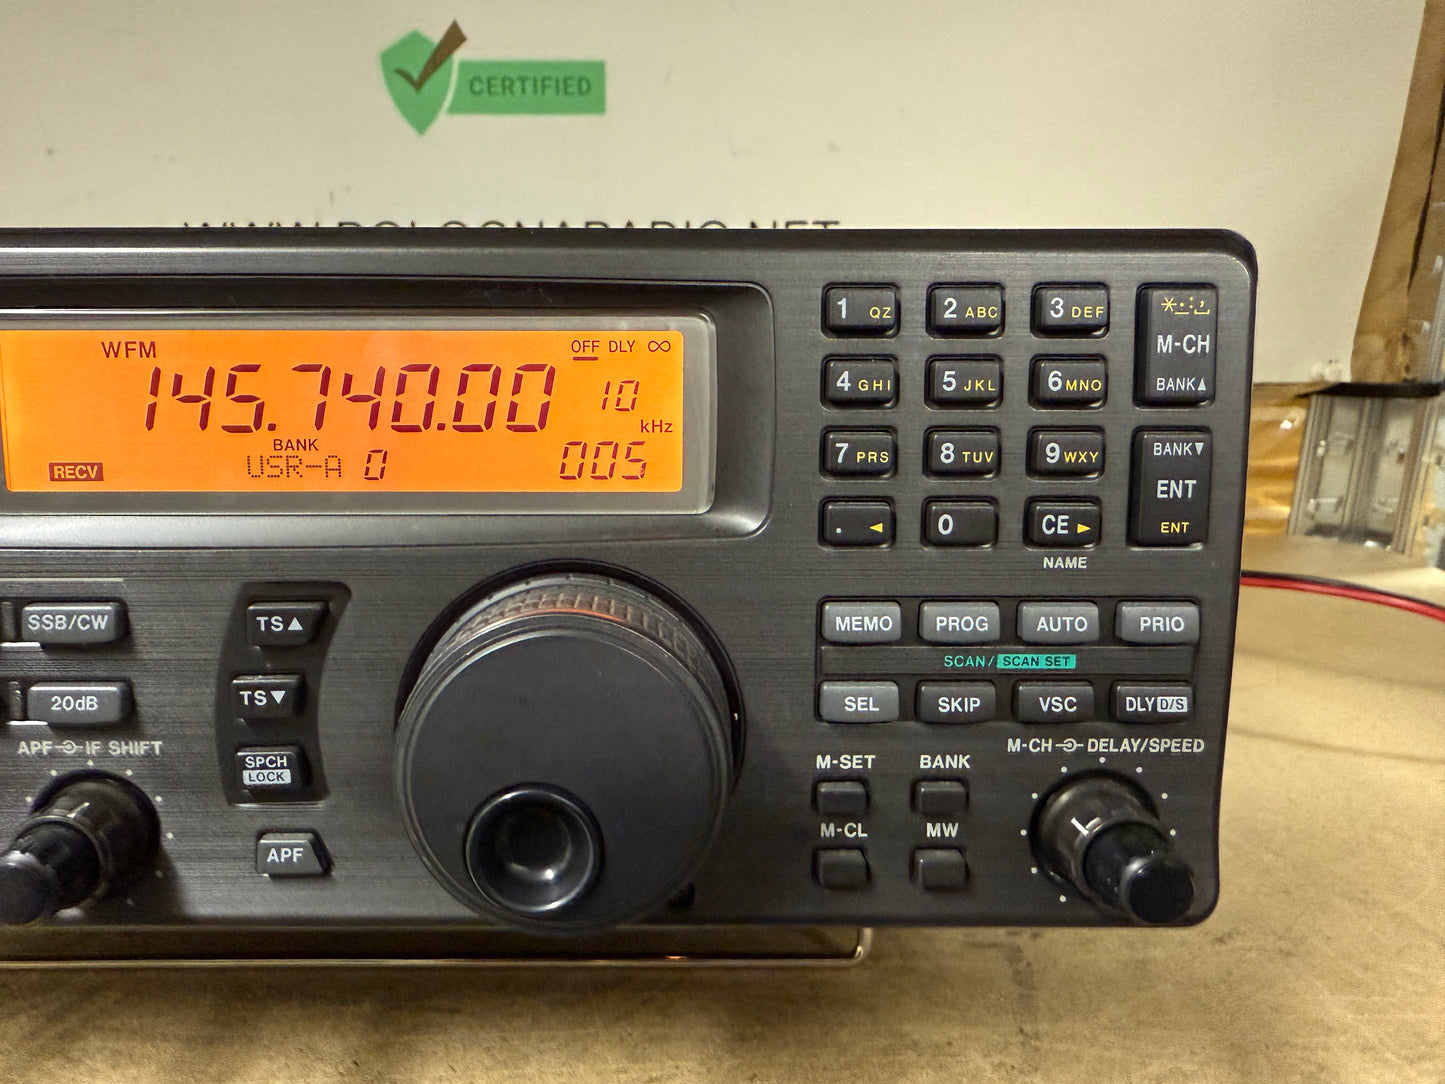 CERTIFIED
WWW.BOLOGNARADIO.NET
WFM
OFF DLY ∞
145.740.00
10
kHz
BANK
RECV
USR-A 0
005
1 QZ
2 ABC
3 DEF
M-CH
BANK▲
4 GHI
5 JKL
6 MNO
7 PRS
8 TUV
9 WXY
BANK▼
ENT
ENT
. ◄
0
CE ►
NAME
SSB/CW
TS▲
MEMO
PROG
AUTO
PRIO
SCAN/SCAN SET
20dB
TS▼
SEL
SKIP
VSC
DLY D/S
APF IF SHIFT
M-CH DELAY/SPEED
SPCH
LOCK
M-SET
BANK
M-CL
MW
APF